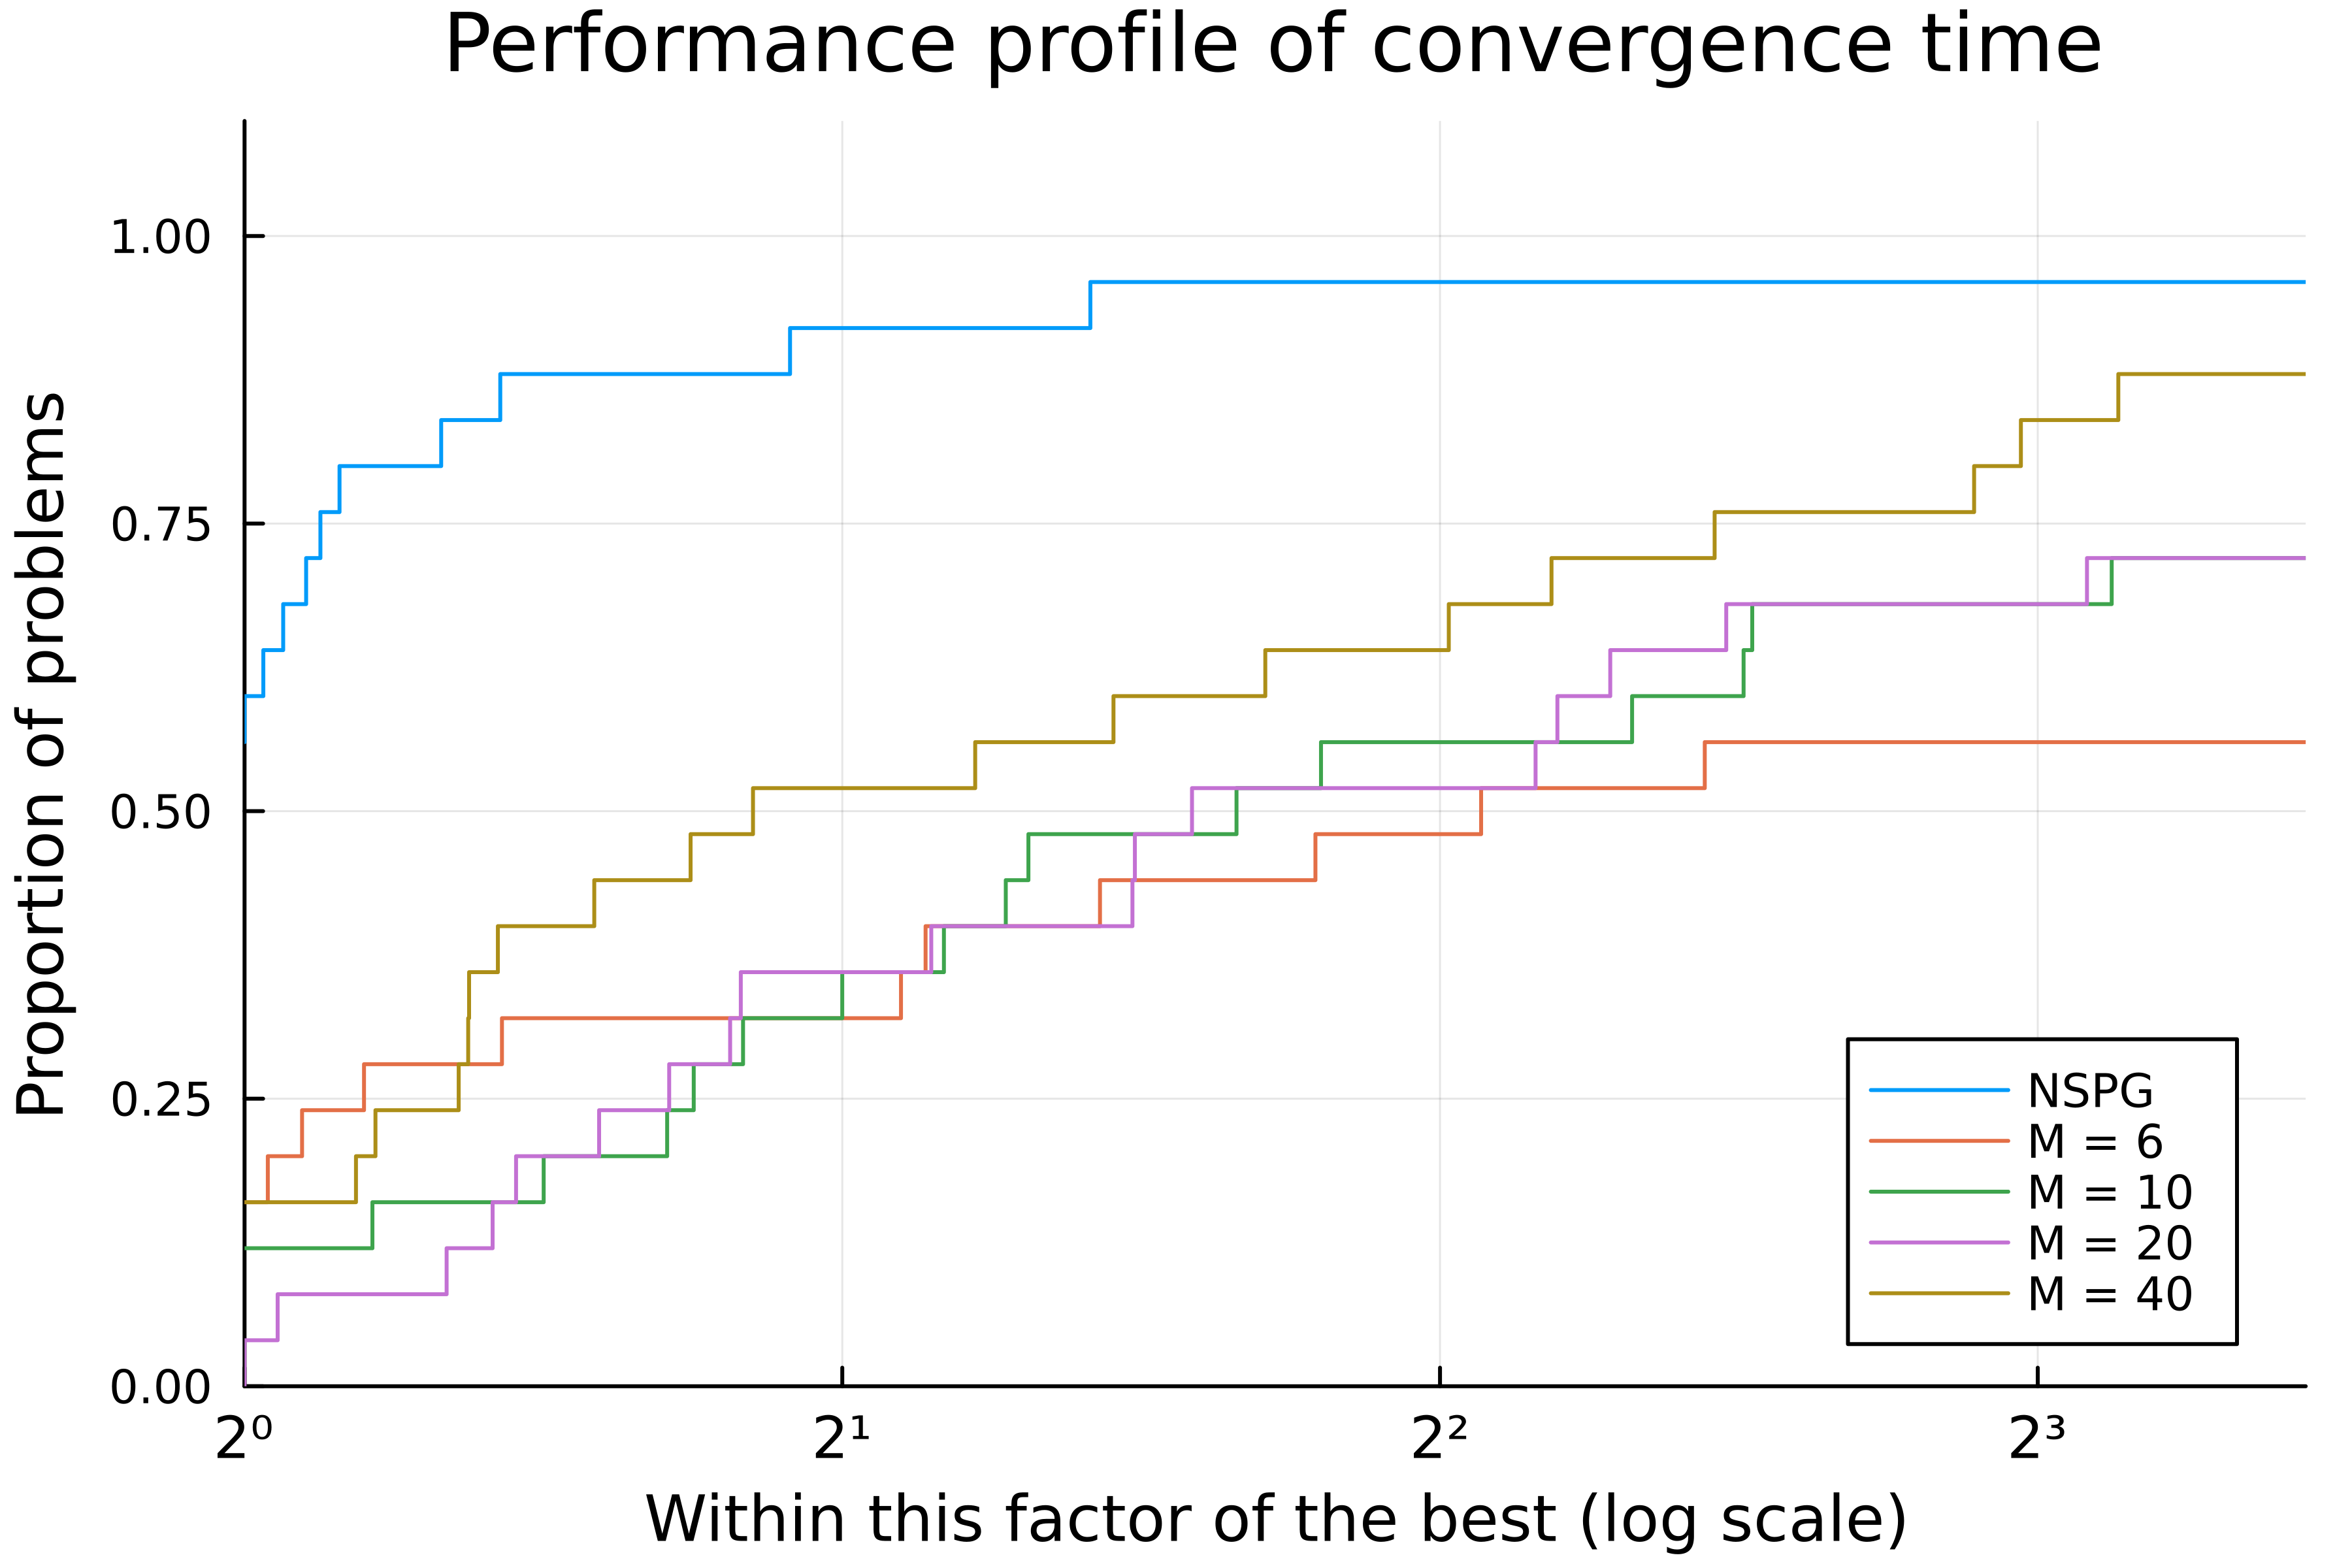 Performance profile of convergence time
Proportion of problems
1.00
0.75
0.50
0.25
0.00
2⁰ 2¹ 2² 2³
Within this factor of the best (log scale)
NSPG
M = 6
M = 10
M = 20
M = 40